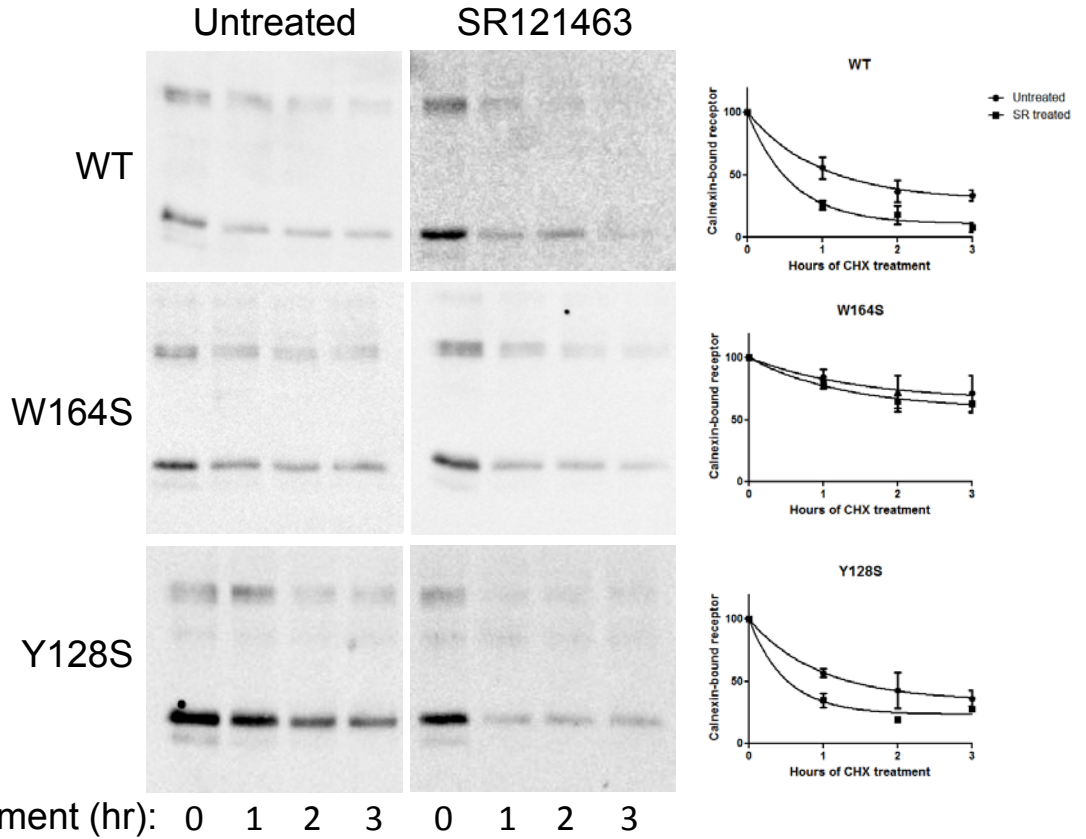 Untreated
SR121463
WT
W164S
Y128S
ment (hr): 0 1 2 3 0 1 2 3
WT
Untreated
SR treated
Calnexin-bound receptor
100
50
0
0 1 2 3
Hours of CHX treatment
W164S
Calnexin-bound receptor
100
50
0
0 1 2 3
Hours of CHX treatment
Y128S
Calnexin-bound receptor
100
50
0
0 1 2 3
Hours of CHX treatment